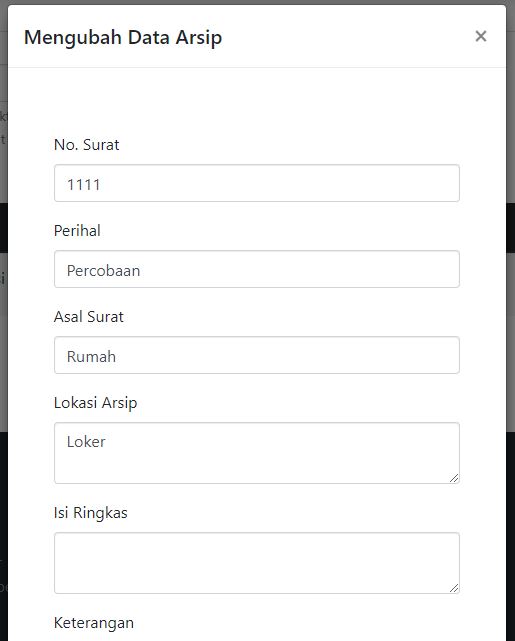 Mengubah Data Arsip ×
No. Surat
1111
Perihal
Percobaan
Asal Surat
Rumah
Lokasi Arsip
Loker
Isi Ringkas
Keterangan